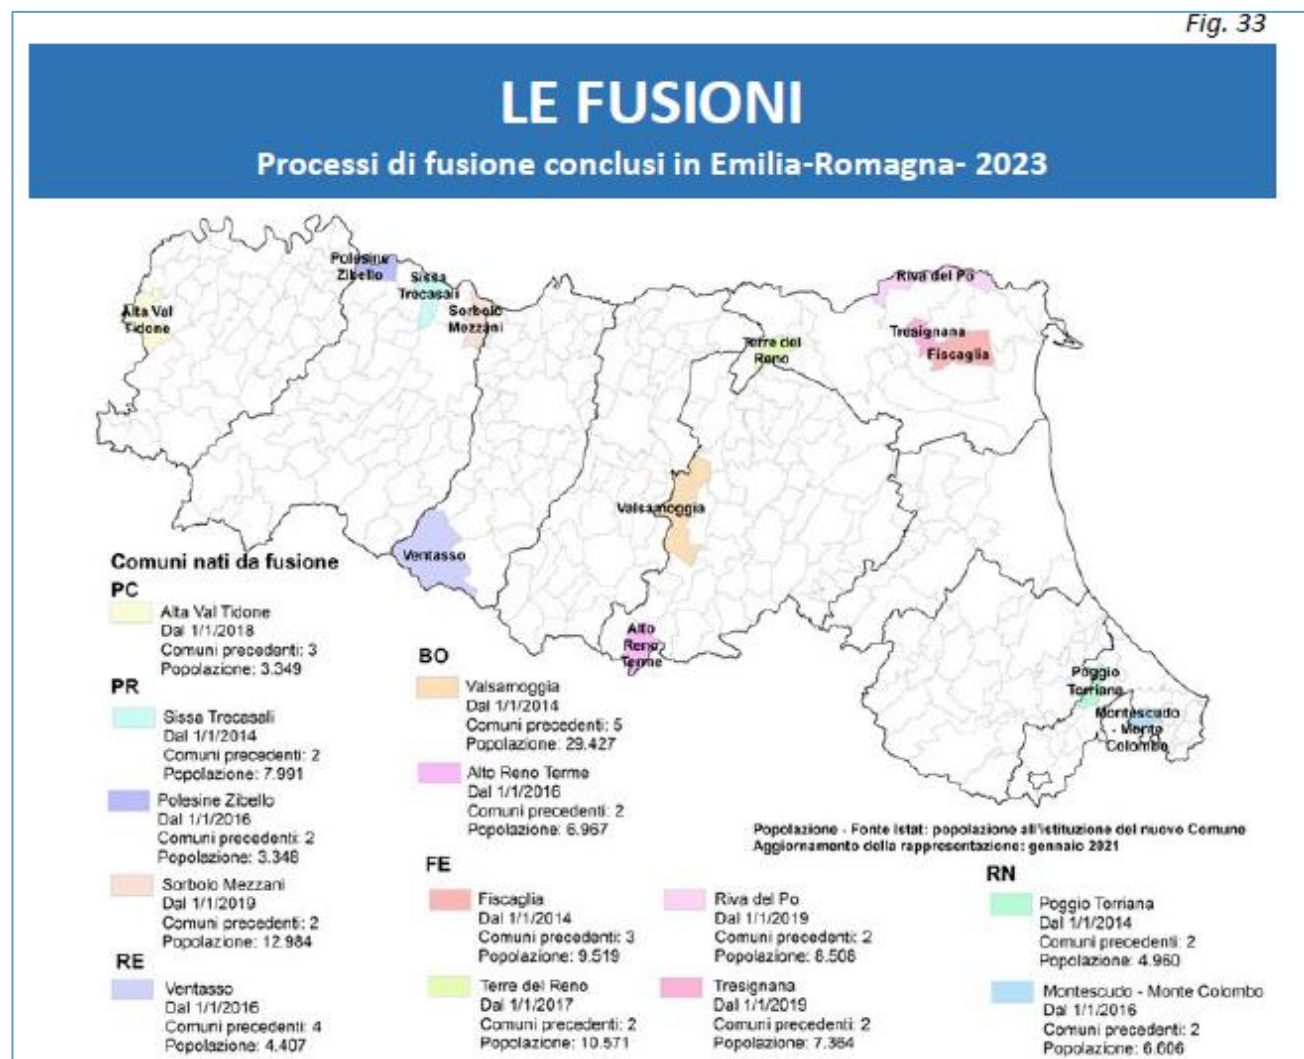 Fig. 33
LE FUSIONI
Processi di fusione conclusi in Emilia-Romagna- 2023
Polesine
Zibello
Sissa
Trecasali
Sorbolo
Mezzani
Alta Val
Tidone
Riva del Po
Tresignana
Fiscaglia
Terre del
Reno
Valsamoggia
Ventasso
Alto
Reno
Terme
Poggio
Torriana
Montescudo
- Monte
Colombo
Comuni nati da fusione
PC
Alta Val Tidone
Dal 1/1/2018
Comuni precedenti: 3
Popolazione: 3.349
PR
Sissa Trecasali
Dal 1/1/2014
Comuni precedenti: 2
Popolazione: 7.991
Polesine Zibello
Dal 1/1/2016
Comuni precedenti: 2
Popolazione: 3.348
Sorbolo Mezzani
Dal 1/1/2019
Comuni precedenti: 2
Popolazione: 12.984
RE
Ventasso
Dal 1/1/2016
Comuni precedenti: 4
Popolazione: 4.407
BO
Valsamoggia
Dal 1/1/2014
Comuni precedenti: 5
Popolazione: 29.427
Alto Reno Terme
Dal 1/1/2016
Comuni precedenti: 2
Popolazione: 6.967
Popolazione - Fonte Istat: popolazione all'istituzione del nuovo Comune
Aggiornamento della rappresentazione: gennaio 2021
FE
Fiscaglia
Dal 1/1/2014
Comuni precedenti: 3
Popolazione: 9.519
Terre del Reno
Dal 1/1/2017
Comuni precedenti: 2
Popolazione: 10.571
Riva del Po
Dal 1/1/2019
Comuni precedenti: 2
Popolazione: 8.508
Tresignana
Dal 1/1/2019
Comuni precedenti: 2
Popolazione: 7.364
RN
Poggio Torriana
Dal 1/1/2014
Comuni precedenti: 2
Popolazione: 4.960
Montescudo - Monte Colombo
Dal 1/1/2016
Comuni precedenti: 2
Popolazione: 6.606